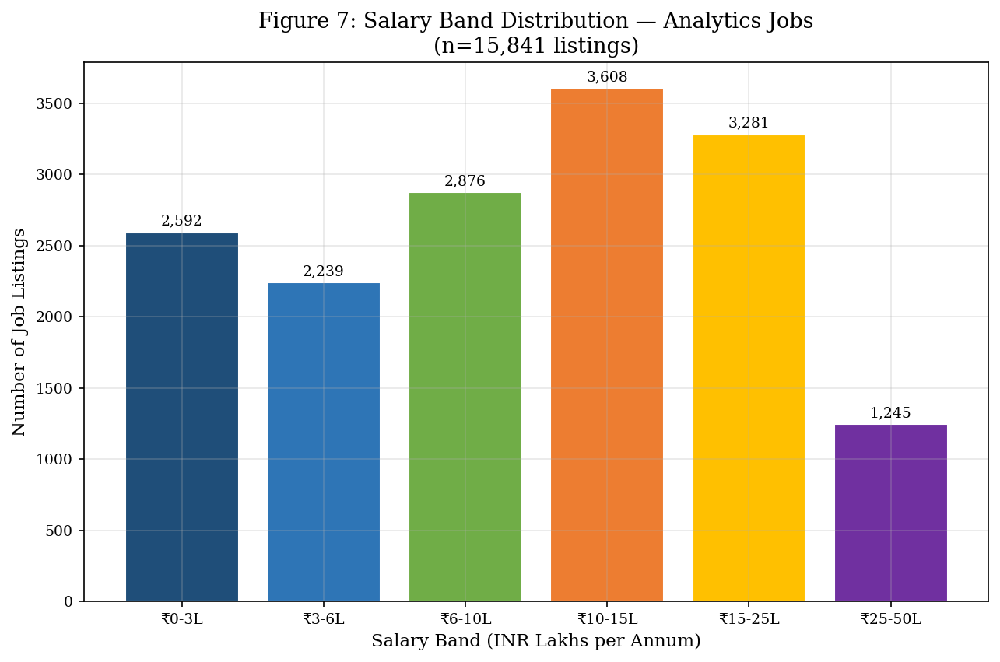 Figure 7: Salary Band Distribution — Analytics Jobs
(n=15,841 listings)
Number of Job Listings
3500
3000
2500
2000
1500
1000
500
0
2,592
2,239
2,876
3,608
3,281
1,245
₹0-3L
₹3-6L
₹6-10L
₹10-15L
₹15-25L
₹25-50L
Salary Band (INR Lakhs per Annum)